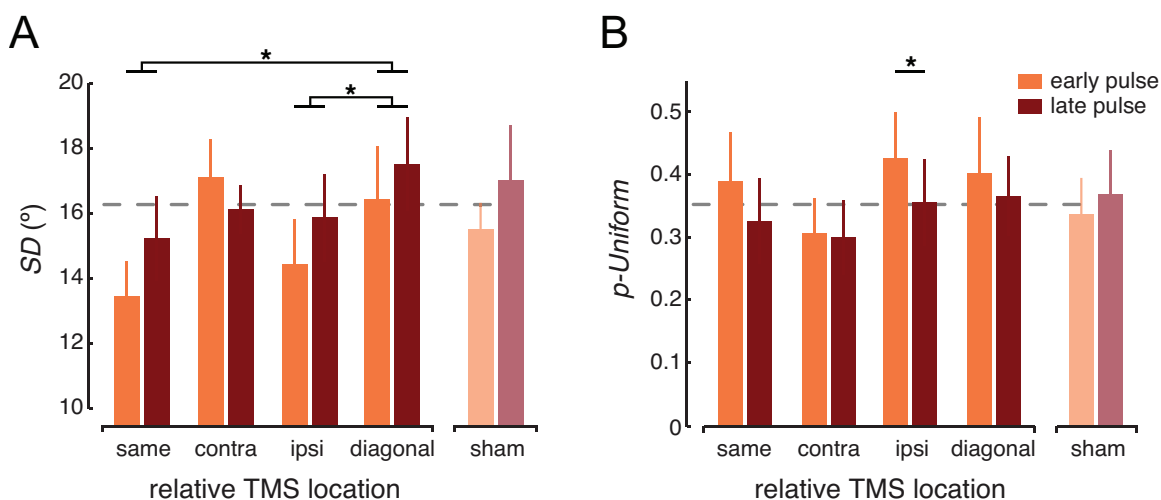 A
B
*
*
*
early pulse
late pulse
20
18
16
14
12
10
SD (°)
same contra ipsi diagonal sham
relative TMS location
0.5
0.4
0.3
0.2
0.1
0
p-Uniform
same contra ipsi diagonal sham
relative TMS location